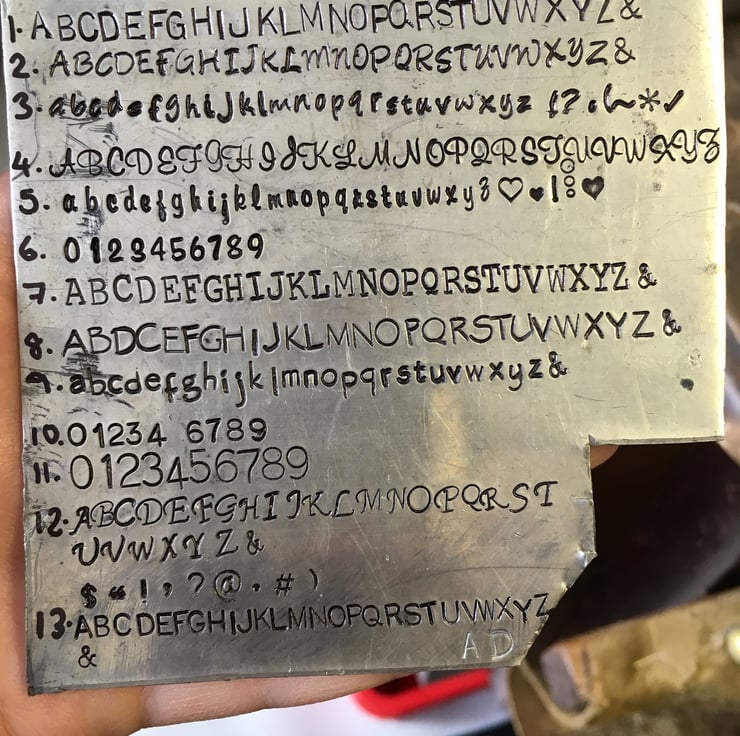 1. ABCDEFGHIJKLMNOPQRSTUVWXYZ &
2. ABCDEFGHIJKLMNOPQRSTUVWXYZ &
3. abcdefghijklmnopqrstuvwxyz
4. ABCDEFGHIJKLMNOPQRSTUVWXYZ
5. abcdefghijklmnopqrstuvwxyz ♡ ♥ ! ♥
6. 0123456789
7. ABCDEFGHIJKLMNOPQRSTUVWXYZ &
8. ABDCEFGHIJKLMNOPQRSTUVWXYZ &
9. abcdefghijklmnopqrstuvwxyz &
10. 01234 6789
11. 0123456789
12. ABCDEFGHIJKLMNOPQRST
UVWXYZ &
$ “ ! , ? @ . # )
13. ABCDEFGHIJKLMNOPQRSTUVWXYZ
&
AD